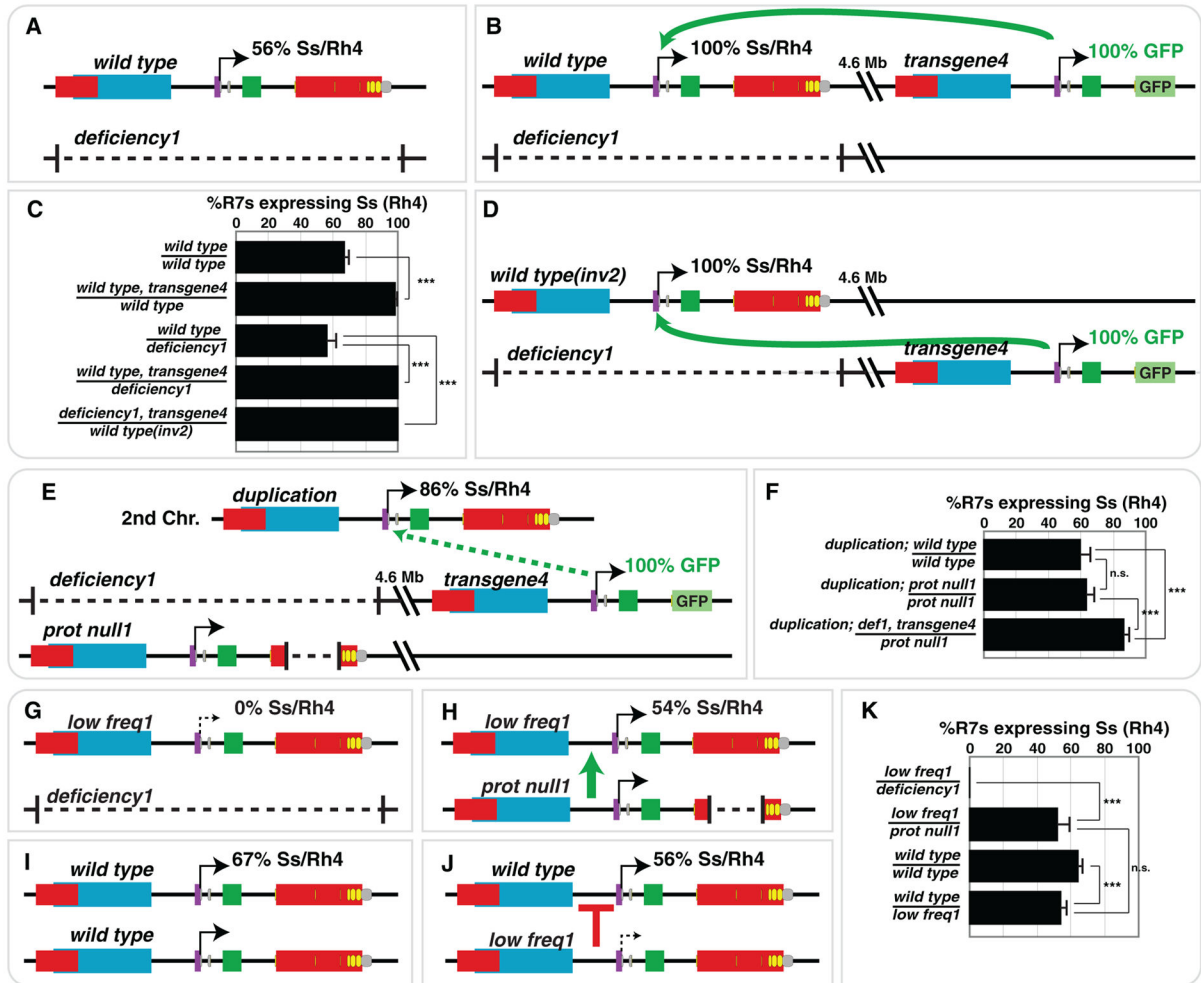 A
wild type
56% Ss/Rh4
deficiency1
B
wild type
100% Ss/Rh4
4.6 Mb
transgene4
100% GFP
GFP
deficiency1
C
%R7s expressing Ss (Rh4)
0 20 40 60 80 100
wild type
wild type
***
wild type, transgene4
wild type
wild type
deficiency1
***
***
wild type, transgene4
deficiency1
deficiency1, transgene4
wild type(inv2)
D
wild type(inv2)
100% Ss/Rh4
4.6 Mb
deficiency1
transgene4
100% GFP
GFP
E
2nd Chr.
duplication
86% Ss/Rh4
deficiency1
4.6 Mb
transgene4
100% GFP
GFP
prot null1
F
%R7s expressing Ss (Rh4)
0 20 40 60 80 100
duplication; wild type
wild type
n.s.
***
duplication; prot null1
prot null1
***
duplication; def1, transgene4
prot null1
G
low freq1
0% Ss/Rh4
deficiency1
H
low freq1
54% Ss/Rh4
prot null1
I
wild type
67% Ss/Rh4
wild type
J
wild type
56% Ss/Rh4
low freq1
K
%R7s expressing Ss (Rh4)
0 20 40 60 80 100
low freq1
deficiency1
***
low freq1
prot null1
n.s.
wild type
wild type
***
wild type
low freq1